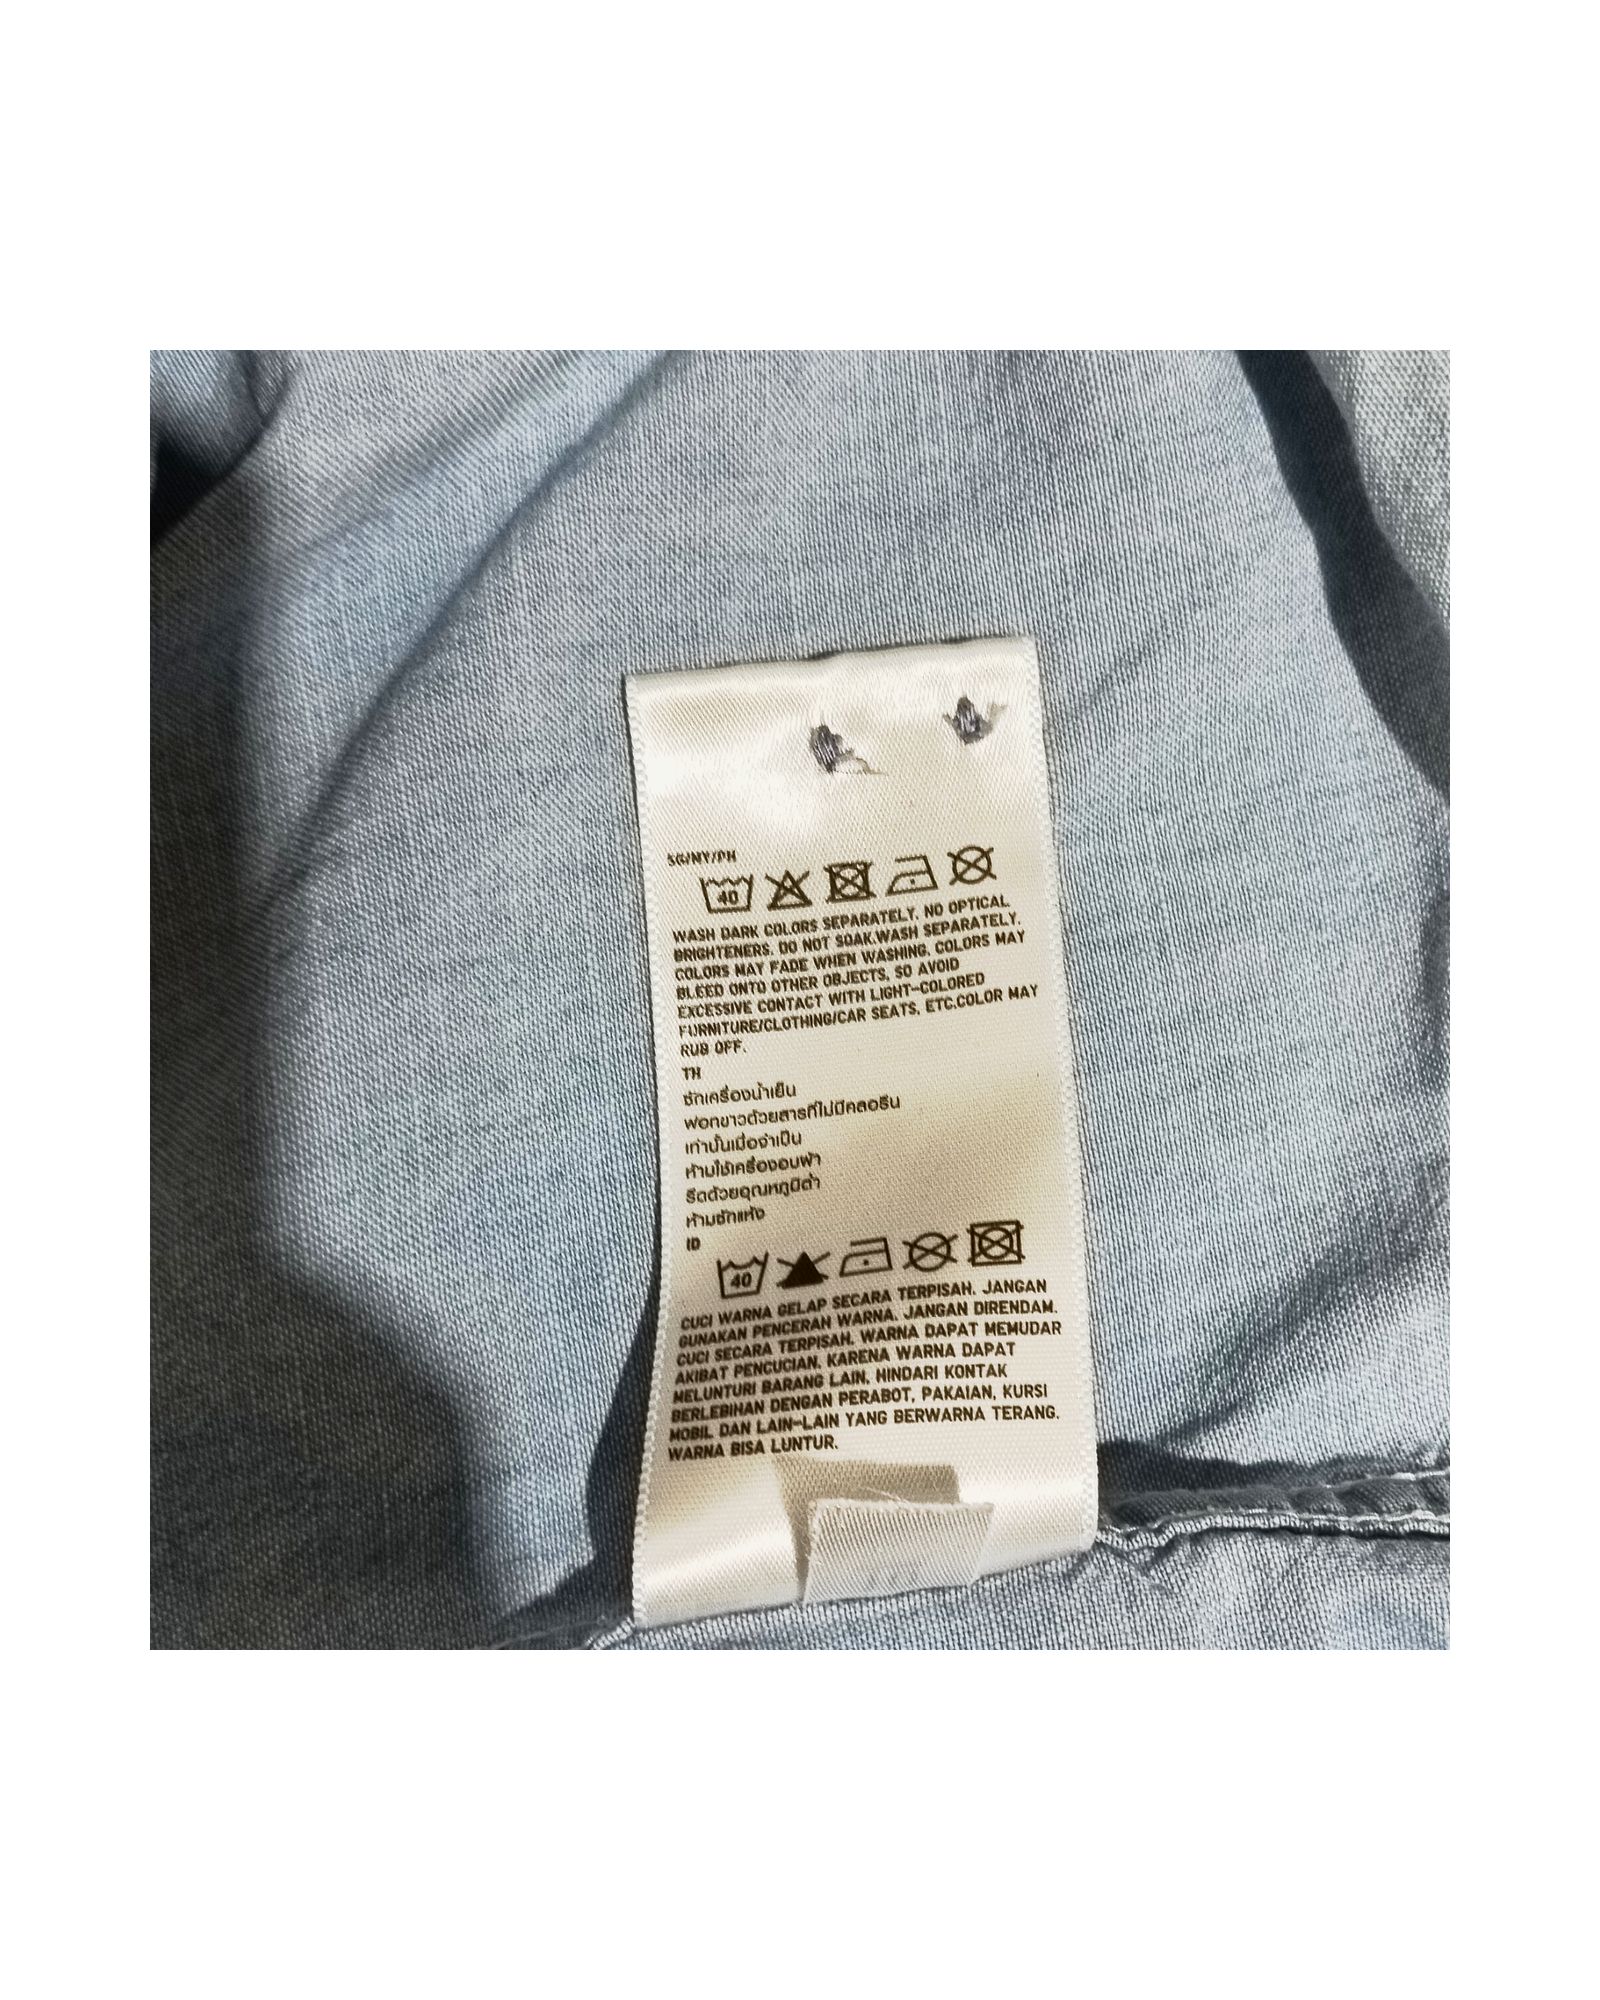 SG/MY/PH
40
WASH DARK COLORS SEPARATELY. NO OPTICAL
BRIGHTENERS. DO NOT SOAK.WASH SEPARATELY.
COLORS MAY FADE WHEN WASHING. COLORS MAY
BLEED ONTO OTHER OBJECTS, SO AVOID
EXCESSIVE CONTACT WITH LIGHT-COLORED
FURNITURE/CLOTHING/CAR SEATS, ETC.COLOR MAY
RUB OFF.
TH
ซักเครื่องน้ำเย็น
ฟอกขาวด้วยสารที่ไม่มีคลอรีน
เท่านั้นเมื่อจำเป็น
ห้ามใช้เครื่องอบผ้า
รีดด้วยอุณหภูมิต่ำ
ห้ามซักแห้ง
ID
40
CUCI WARNA GELAP SECARA TERPISAH. JANGAN
GUNAKAN PENCERAH WARNA. JANGAN DIRENDAM.
CUCI SECARA TERPISAH. WARNA DAPAT MEMUDAR
AKIBAT PENCUCIAN. KARENA WARNA DAPAT
MELUNTURI BARANG LAIN, HINDARI KONTAK
BERLEBIHAN DENGAN PERABOT, PAKAIAN, KURSI
MOBIL DAN LAIN-LAIN YANG BERWARNA TERANG.
WARNA BISA LUNTUR.